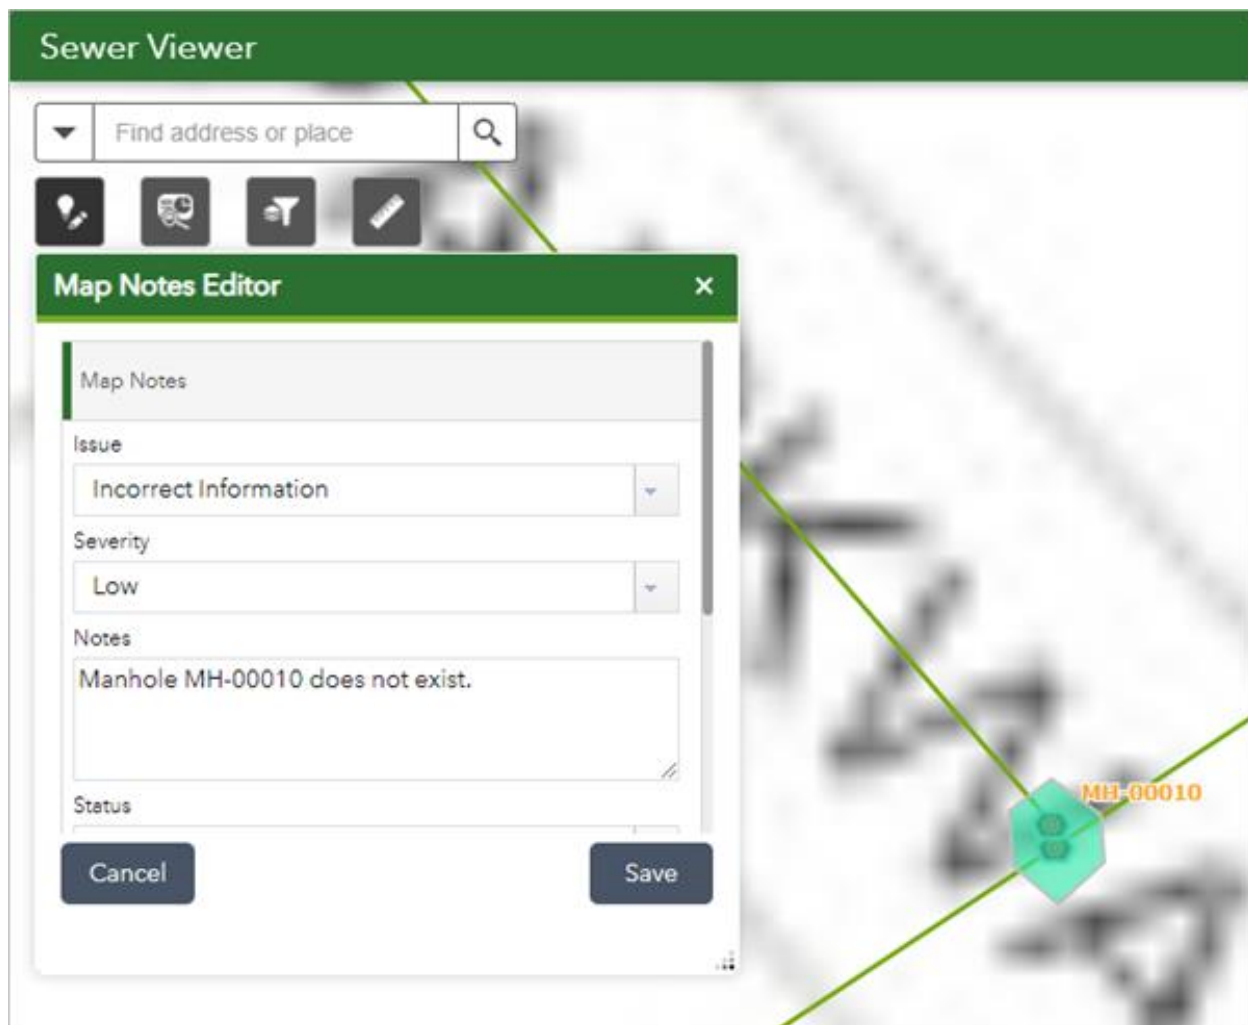 Sewer Viewer
Find address or place
Map Notes Editor
Map Notes
Issue
Incorrect Information
Severity
Low
Notes
Manhole MH-00010 does not exist.
Status
Cancel
Save
MH-00010